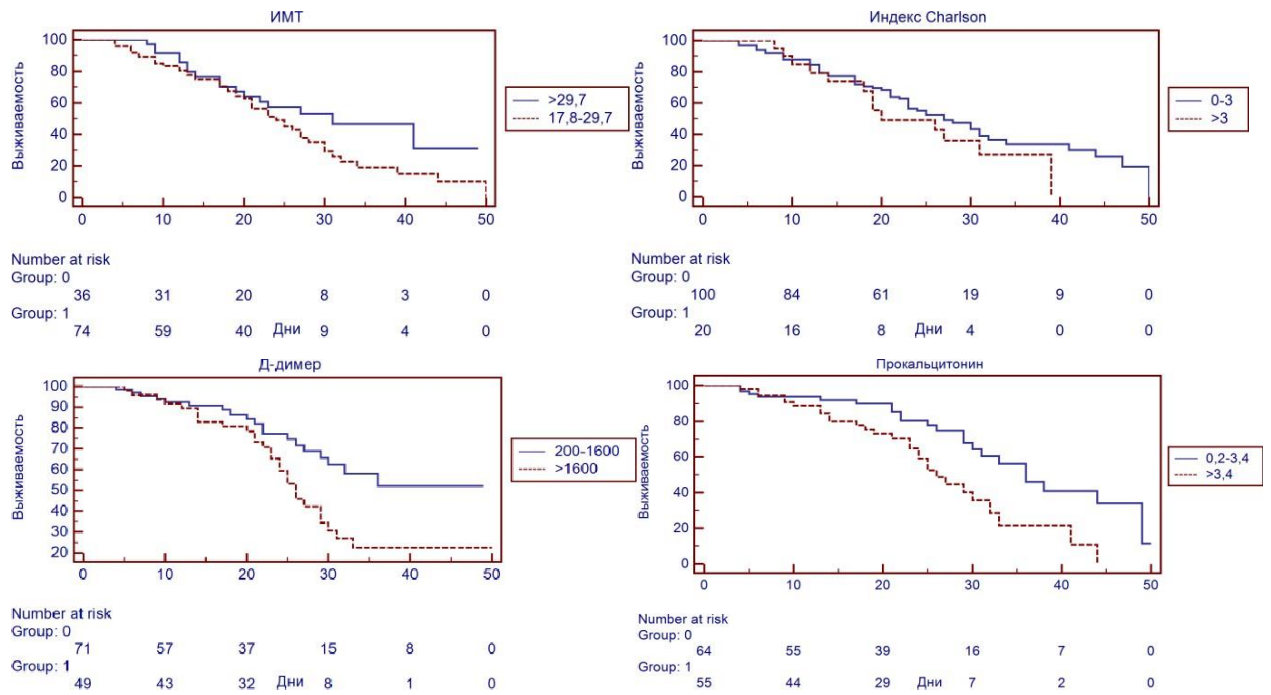 ИМТ
Выживаемость
100
80
60
40
20
0
0 10 20 30 40 50
>29,7
17,8-29,7
Number at risk
Group: 0
36 31 20 8 3 0
Group: 1
74 59 40 Дни 9 4 0
Индекс Charlson
Выживаемость
100
80
60
40
20
0
0 10 20 30 40 50
0-3
>3
Number at risk
Group: 0
100 84 61 19 9 0
Group: 1
20 16 8 Дни 4 0 0
Д-димер
Выживаемость
100
90
80
70
60
50
40
30
20
0 10 20 30 40 50
200-1600
>1600
Number at risk
Group: 0
71 57 37 15 8 0
Group: 1
49 43 32 Дни 8 1 0
Прокальцитонин
Выживаемость
100
80
60
40
20
0
0 10 20 30 40 50
0,2-3,4
>3,4
Number at risk
Group: 0
64 55 39 16 7 0
Group: 1
55 44 29 Дни 7 2 0